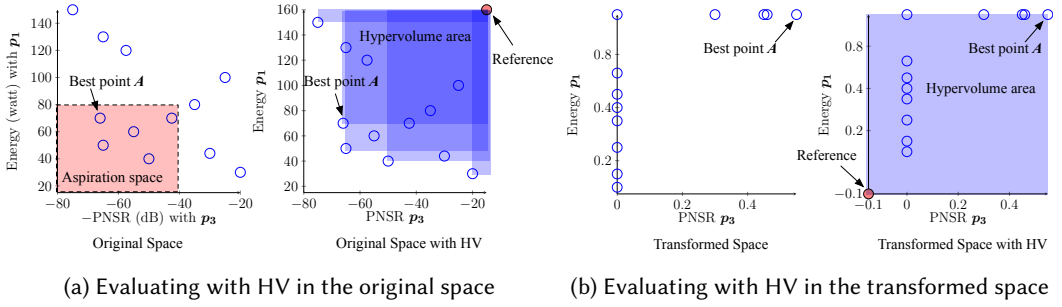 160
140
120
100
80
60
40
20
Energy (watt) with p1
Best point A
Aspiration space
−80 −60 −40 −20
−PNSR (dB) with p3
Original Space
160
140
120
100
80
60
40
20
Energy p1
Hypervolume area
Best point A
Reference
−80 −60 −40 −20
PNSR p3
Original Space with HV
(a) Evaluating with HV in the original space
0.8
0.6
0.4
0.2
Energy p1
Best point A
0 0.2 0.4
PNSR p3
Transformed Space
0.8
0.2
−0.1
Energy p1
Best point A
Hypervolume area
Reference
−0.1 0 0.2 0.4
PNSR p3
Transformed Space with HV
(b) Evaluating with HV in the transformed space